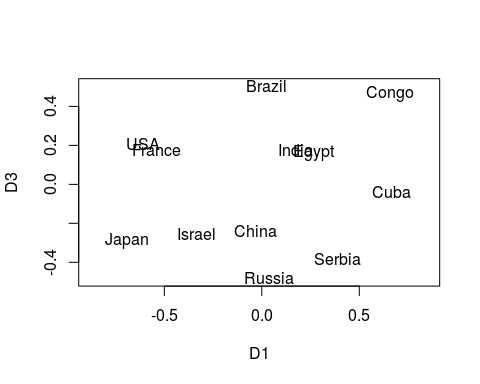 Brazil
Congo
USA
France
India
Egypt
Cuba
China
Israel
Japan
Serbia
Russia
D3
0.4
0.2
0.0
-0.4
-0.5
0.0
0.5
D1